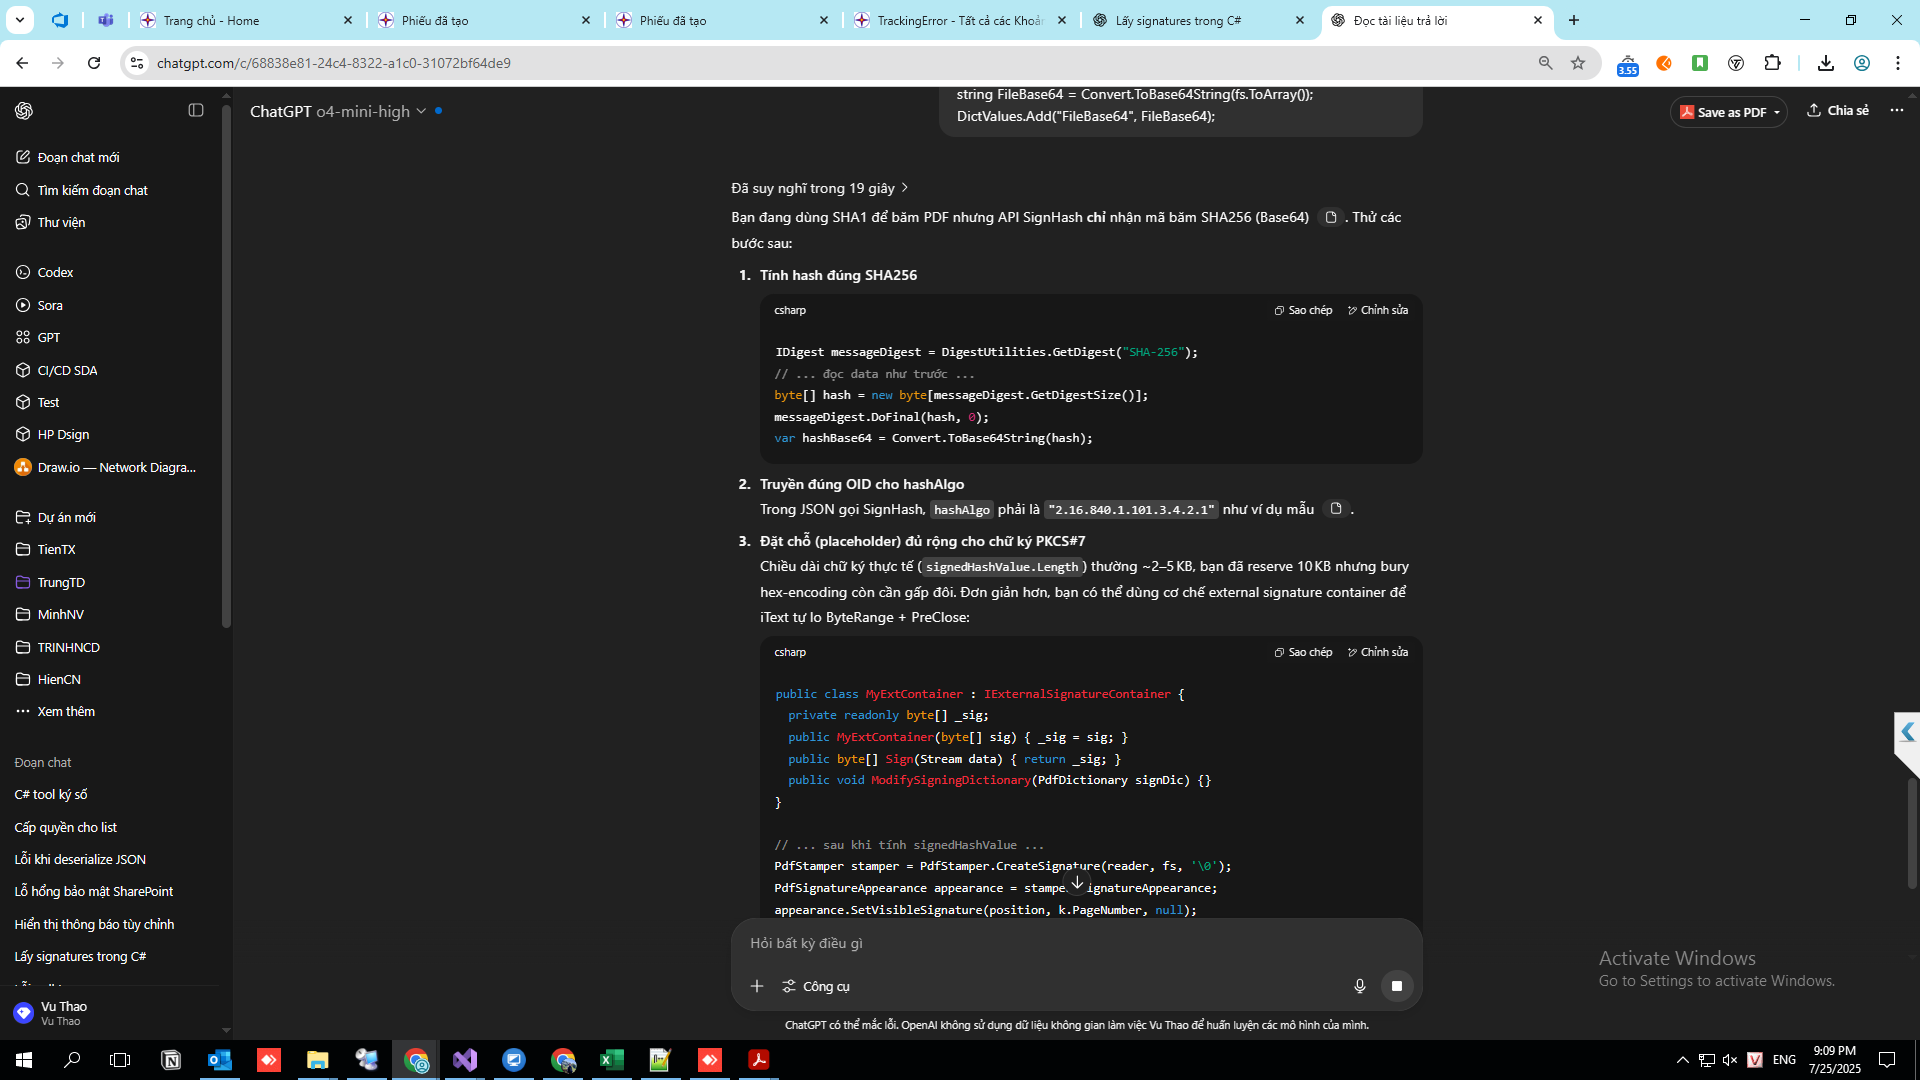 Trang chủ - Home
Phiếu đã tạo
Phiếu đã tạo
TrackingError - Tất cả các Khoản
Lấy signatures trong C#
Đọc tài liệu trả lời
chatgpt.com/c/68838e81-24c4-8322-a1c0-31072bf64de9
3.55
ChatGPT o4-mini-high
Save as PDF
Chia sẻ
Đoạn chat mới
Tìm kiếm đoạn chat
Thư viện
Codex
Sora
GPT
CI/CD SDA
Test
HP Dsign
Draw.io — Network Diagra...
Dự án mới
TienTX
TrungTD
MinhNV
TRINHNCD
HienCN
Xem thêm
Đoạn chat
C# tool ký số
Cấp quyền cho list
Lỗi khi deserialize JSON
Lỗ hổng bảo mật SharePoint
Hiển thị thông báo tùy chỉnh
Lấy signatures trong C#
Vu Thao
Vu Thao
string FileBase64 = Convert.ToBase64String(fs.ToArray());
DictValues.Add("FileBase64", FileBase64);
Đã suy nghĩ trong 19 giây
Bạn đang dùng SHA1 để băm PDF nhưng API SignHash chỉ nhận mã băm SHA256 (Base64) . Thử các
bước sau:
1. Tính hash đúng SHA256
csharp
Sao chép
Chỉnh sửa
IDigest messageDigest = DigestUtilities.GetDigest("SHA-256");
// ... đọc data như trước ...
byte[] hash = new byte[messageDigest.GetDigestSize()];
messageDigest.DoFinal(hash, 0);
var hashBase64 = Convert.ToBase64String(hash);
2. Truyền đúng OID cho hashAlgo
Trong JSON gọi SignHash, hashAlgo phải là "2.16.840.1.101.3.4.2.1" như ví dụ mẫu .
3. Đặt chỗ (placeholder) đủ rộng cho chữ ký PKCS#7
Chiều dài chữ ký thực tế (signedHashValue.Length) thường ~2–5 KB, bạn đã reserve 10 KB nhưng bury
hex-encoding còn cần gấp đôi. Đơn giản hơn, bạn có thể dùng cơ chế external signature container để
iText tự lo ByteRange + PreClose:
csharp
Sao chép
Chỉnh sửa
public class MyExtContainer : IExternalSignatureContainer {
private readonly byte[] _sig;
public MyExtContainer(byte[] sig) { _sig = sig; }
public byte[] Sign(Stream data) { return _sig; }
public void ModifySigningDictionary(PdfDictionary signDic) {}
}
// ... sau khi tính signedHashValue ...
PdfStamper stamper = PdfStamper.CreateSignature(reader, fs, '\0');
PdfSignatureAppearance appearance = stamper.SignatureAppearance;
appearance.SetVisibleSignature(position, k.PageNumber, null);
Hỏi bất kỳ điều gì
Công cụ
ChatGPT có thể mắc lỗi. OpenAI không sử dụng dữ liệu không gian làm việc Vu Thao để huấn luyện các mô hình của mình.
Activate Windows
Go to Settings to activate Windows.
ENG
9:09 PM
7/25/2025